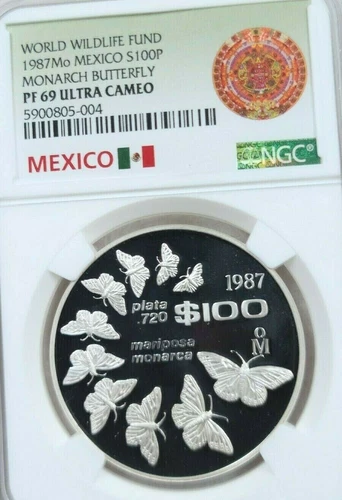 WORLD WILDLIFE FUND
1987Mo MEXICO S100P
MONARCH BUTTERFLY
PF 69 ULTRA CAMEO
5900805-004
MEXICO
NGC®
1987
plata
.720
$100
oM
mariposa
monarca